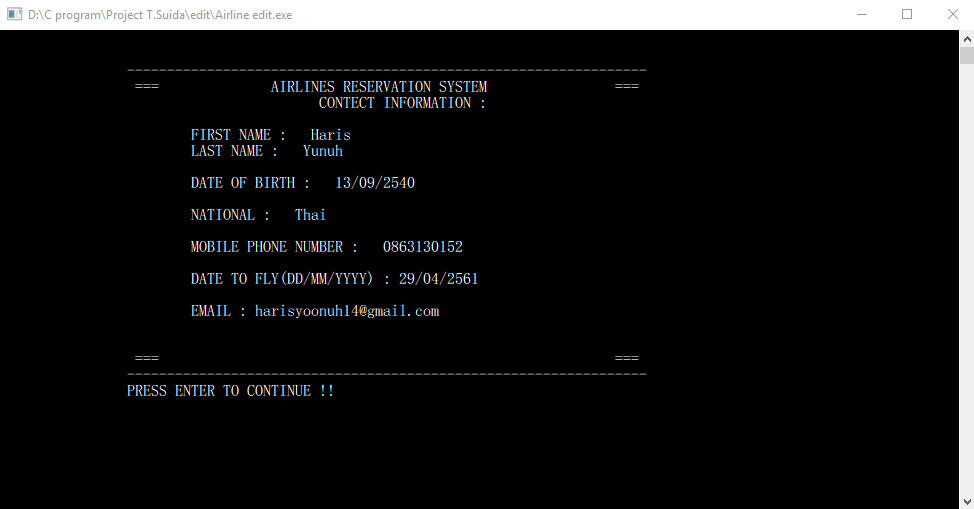 D:\C program\Project T.Suida\edit\Airline edit.exe
-----------------------------------------------------------------
=== AIRLINES RESERVATION SYSTEM ===
CONTECT INFORMATION :
FIRST NAME : Haris
LAST NAME : Yunuh
DATE OF BIRTH : 13/09/2540
NATIONAL : Thai
MOBILE PHONE NUMBER : 0863130152
DATE TO FLY(DD/MM/YYYY) : 29/04/2561
EMAIL : harisyoonuh14@gmail.com
=== ===
-----------------------------------------------------------------
PRESS ENTER TO CONTINUE !!